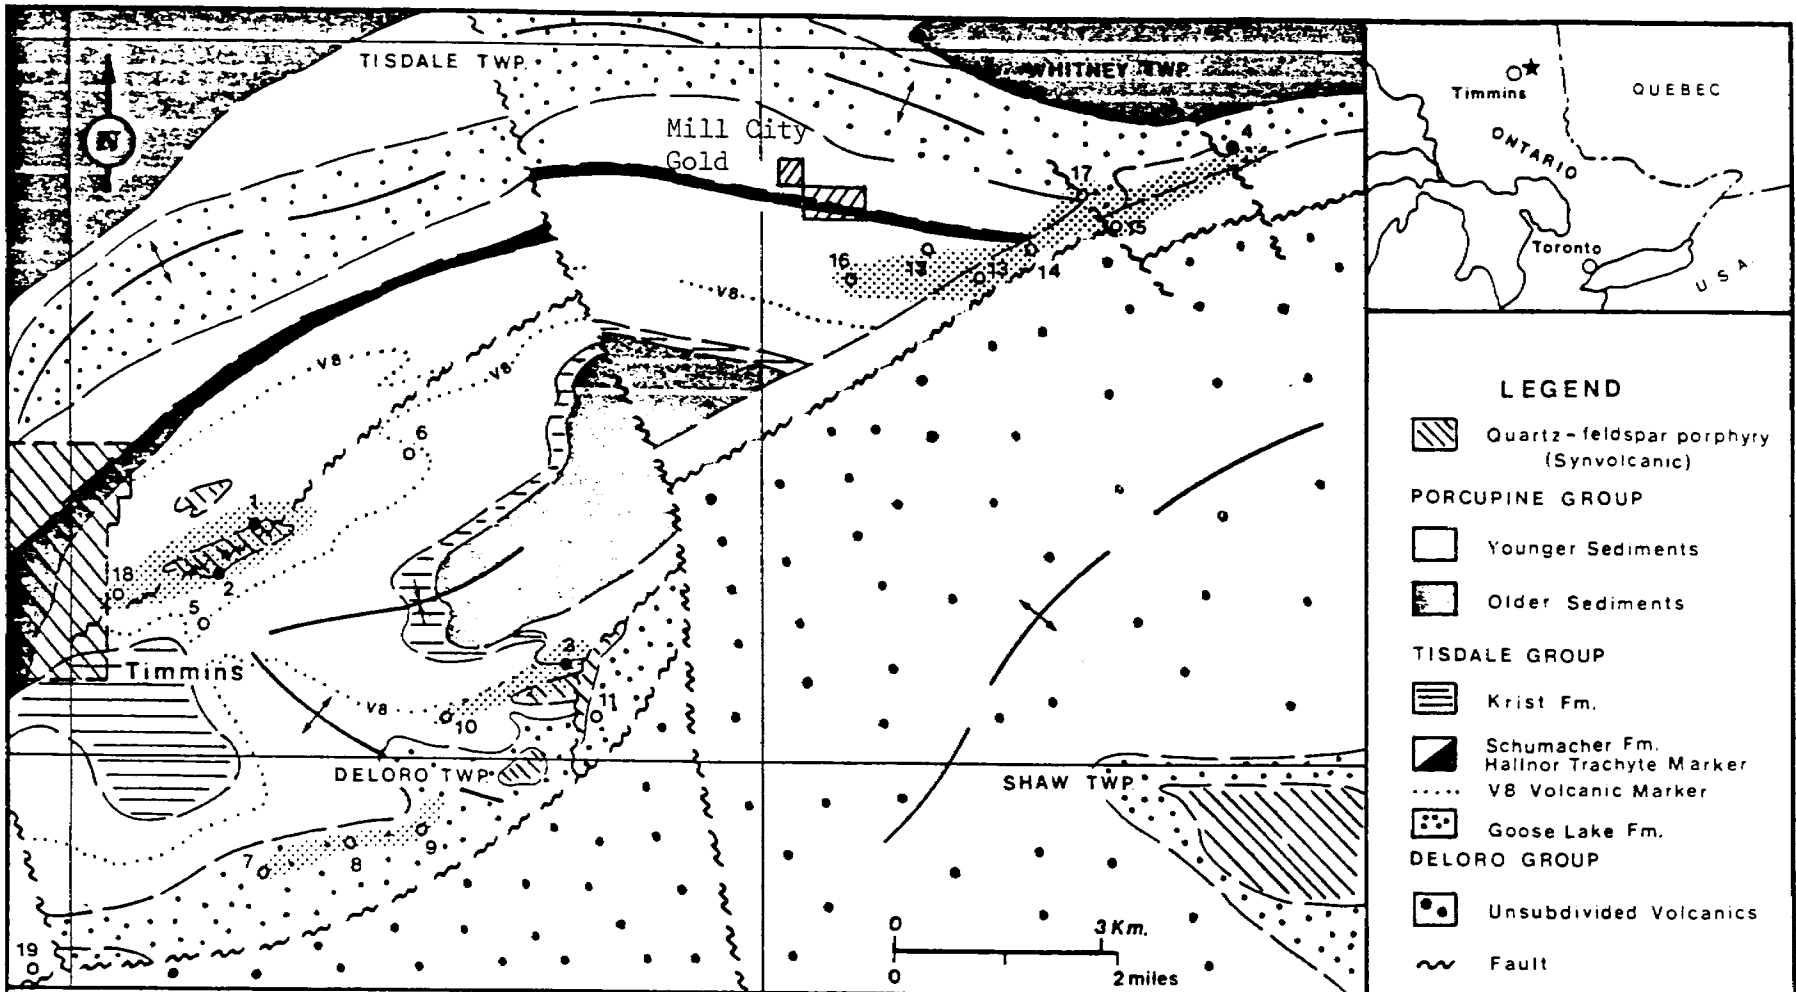 TISDALE TWP.
WHITNEY TWP.
N
Mill City
Gold
4
17
15
16
13
14
V8
V8
V8
6
1
18
2
5
Timmins
3
V8
10
11
DELORO TWP.
SHAW TWP.
7
8
9
19
0
3 Km.
0
2 miles
Timmins
QUEBEC
ONTARIO
Toronto
U.S.A.
LEGEND
Quartz-feldspar porphyry
(Synvolcanic)
PORCUPINE GROUP
Younger Sediments
Older Sediments
TISDALE GROUP
Krist Fm.
Schumacher Fm.
Hallnor Trachyte Marker
V8 Volcanic Marker
Goose Lake Fm.
DELORO GROUP
Unsubdivided Volcanics
Fault